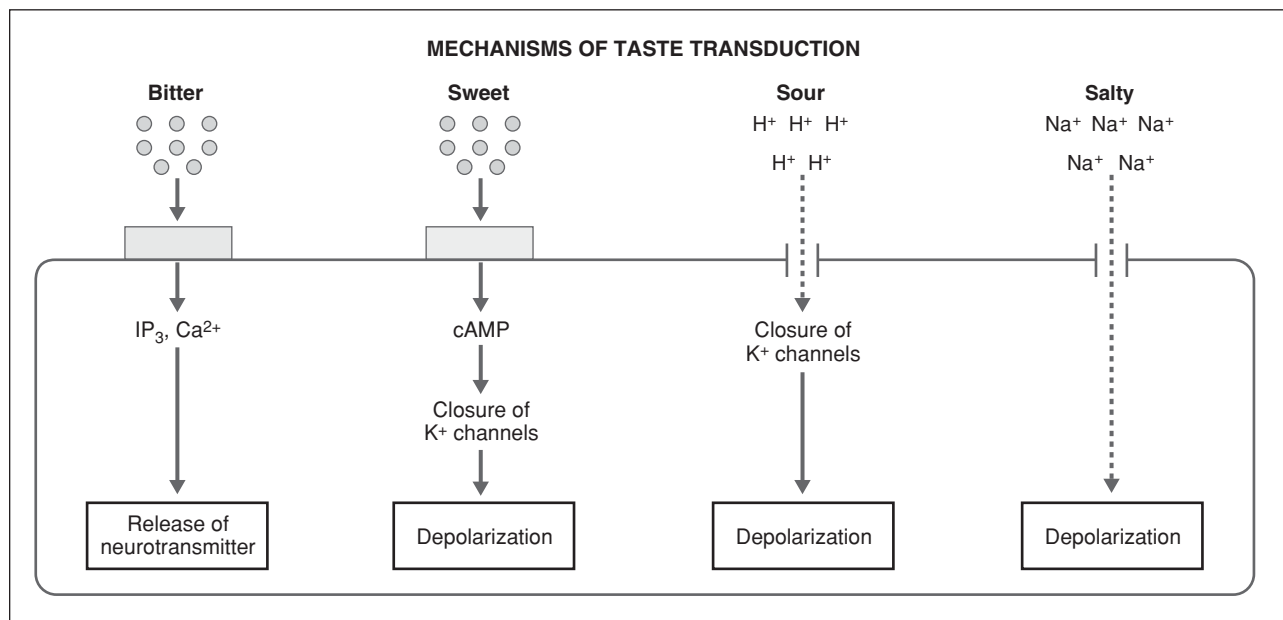 MECHANISMS OF TASTE TRANSDUCTION
Bitter
Sweet
Sour
Salty
H⁺ H⁺ H⁺
H⁺ H⁺
Na⁺ Na⁺ Na⁺
Na⁺ Na⁺
IP₃, Ca²⁺
cAMP
Closure of
K⁺ channels
Closure of
K⁺ channels
Release of
neurotransmitter
Depolarization
Depolarization
Depolarization